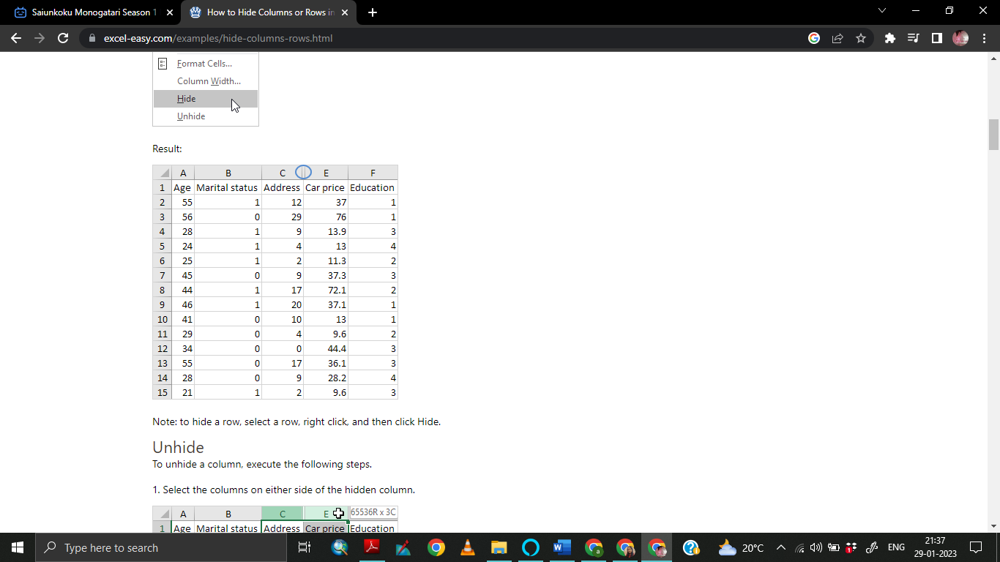 Saiunkoku Monogatari Season 1
How to Hide Columns or Rows in
excel-easy.com/examples/hide-columns-rows.html
Format Cells...
Column Width...
Hide
Unhide
Result:
A B C E F
1 Age Marital status Address Car price Education
2 55 1 12 37 1
3 56 0 29 76 1
4 28 1 9 13.9 3
5 24 1 4 13 4
6 25 1 2 11.3 2
7 45 0 9 37.3 3
8 44 1 17 72.1 2
9 46 1 20 37.1 1
10 41 0 10 13 1
11 29 0 4 9.6 2
12 34 0 0 44.4 3
13 55 0 17 36.1 3
14 28 0 9 28.2 4
15 21 1 2 9.6 3
Note: to hide a row, select a row, right click, and then click Hide.
Unhide
To unhide a column, execute the following steps.
1. Select the columns on either side of the hidden column.
A B C E 65536R x 3C
1 Age Marital status Address Car price Education
Type here to search
20°C ENG 21:37
29-01-2023